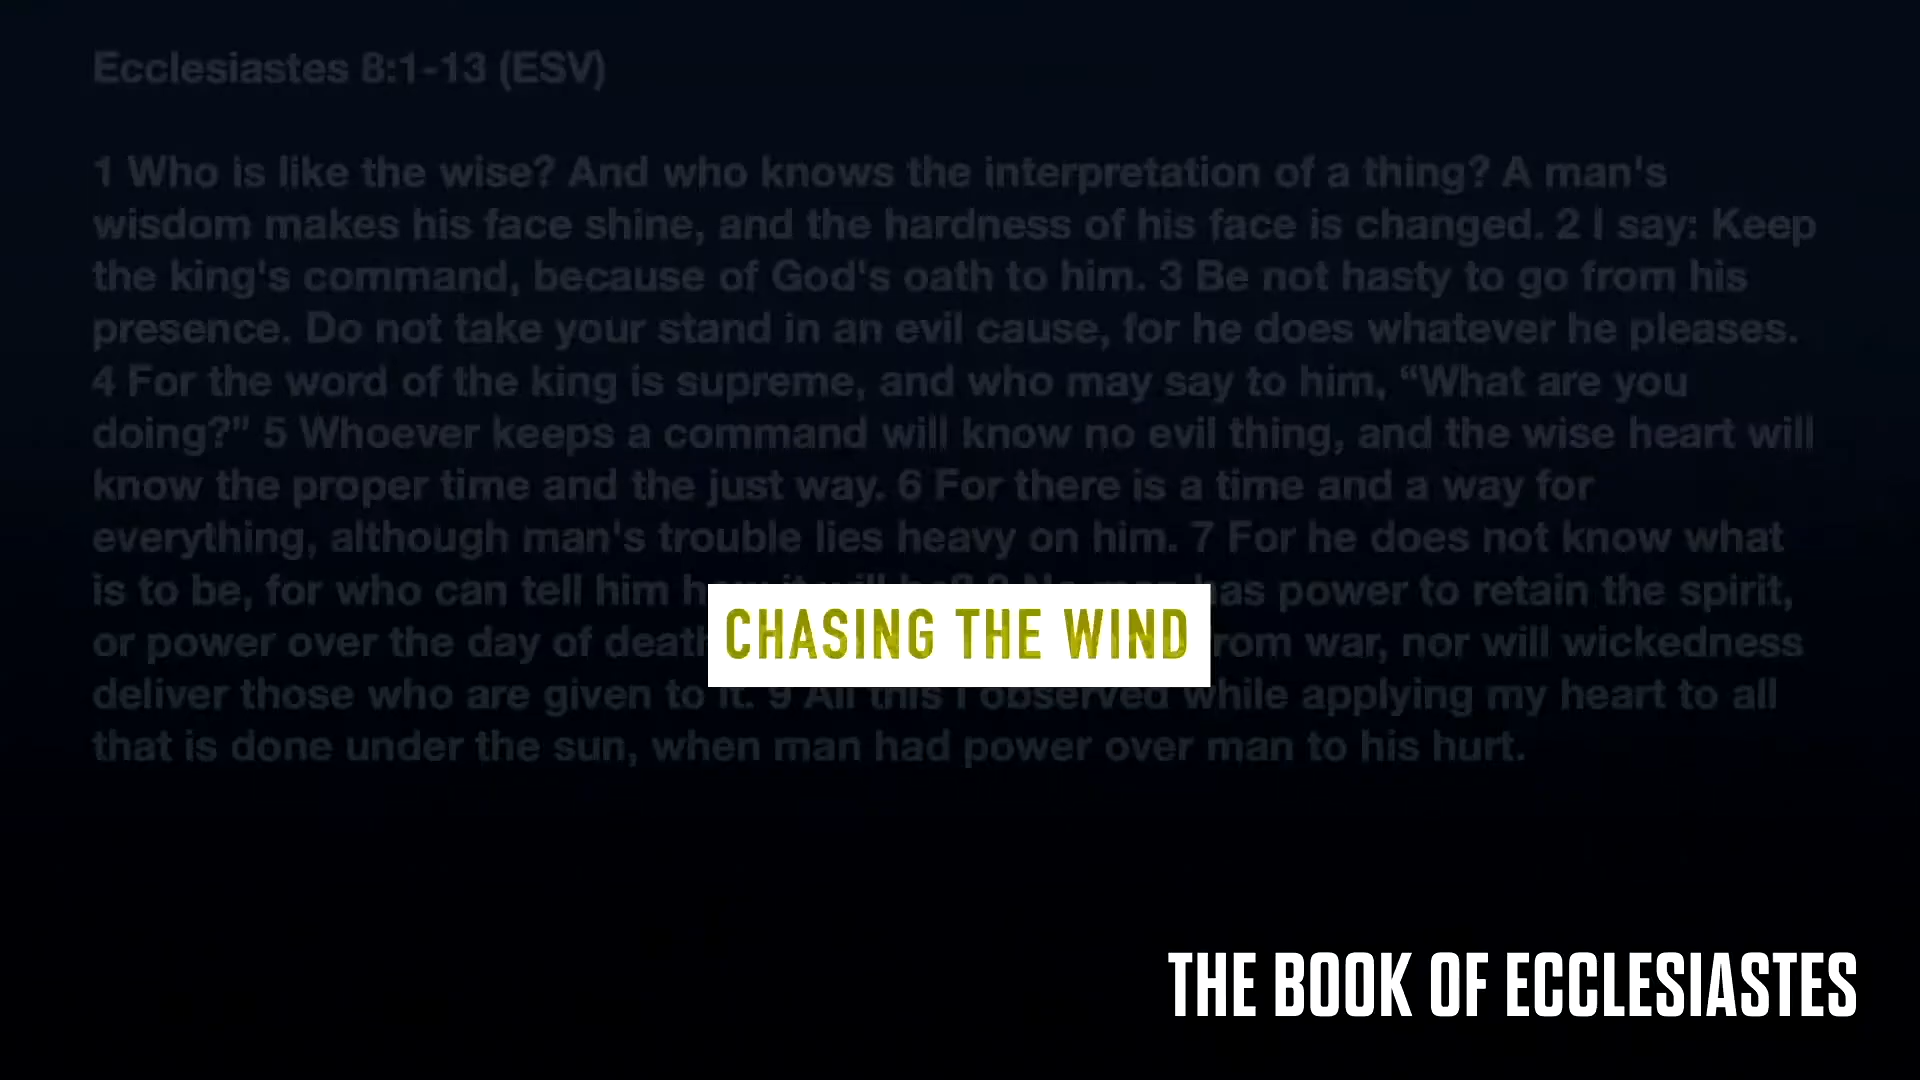 Ecclesiastes 8:1-13 (ESV)
1 Who is like the wise? And who knows the interpretation of a thing? A man's
wisdom makes his face shine, and the hardness of his face is changed. 2 I say: Keep
the king's command, because of God's oath to him. 3 Be not hasty to go from his
presence. Do not take your stand in an evil cause, for he does whatever he pleases.
4 For the word of the king is supreme, and who may say to him, “What are you
doing?” 5 Whoever keeps a command will know no evil thing, and the wise heart will
know the proper time and the just way. 6 For there is a time and a way for
everything, although man's trouble lies heavy on him. 7 For he does not know what
is to be, for who can tell him has power to retain the spirit,
or power over the day of death war, nor will wickedness
deliver those who are given to it. 9 All this I observed while applying my heart to all
that is done under the sun, when man had power over man to his hurt.
CHASING THE WIND
THE BOOK OF ECCLESIASTES